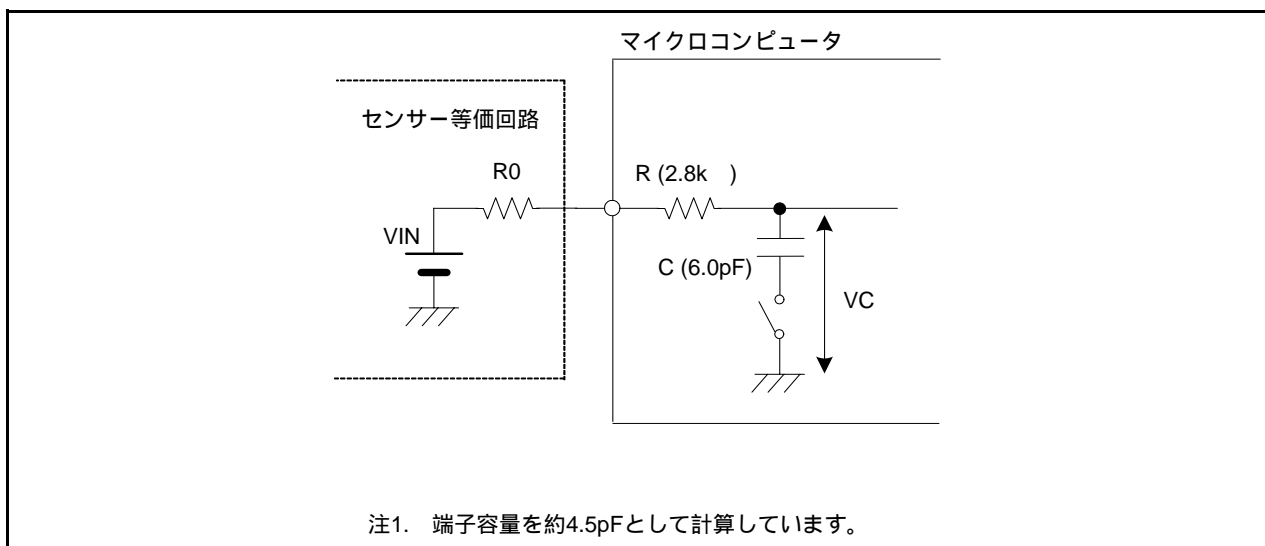 マイクロコンピュータ
センサー等価回路
R0
R (2.8k )
VIN
C (6.0pF)
VC
注1. 端子容量を約4.5pFとして計算しています。